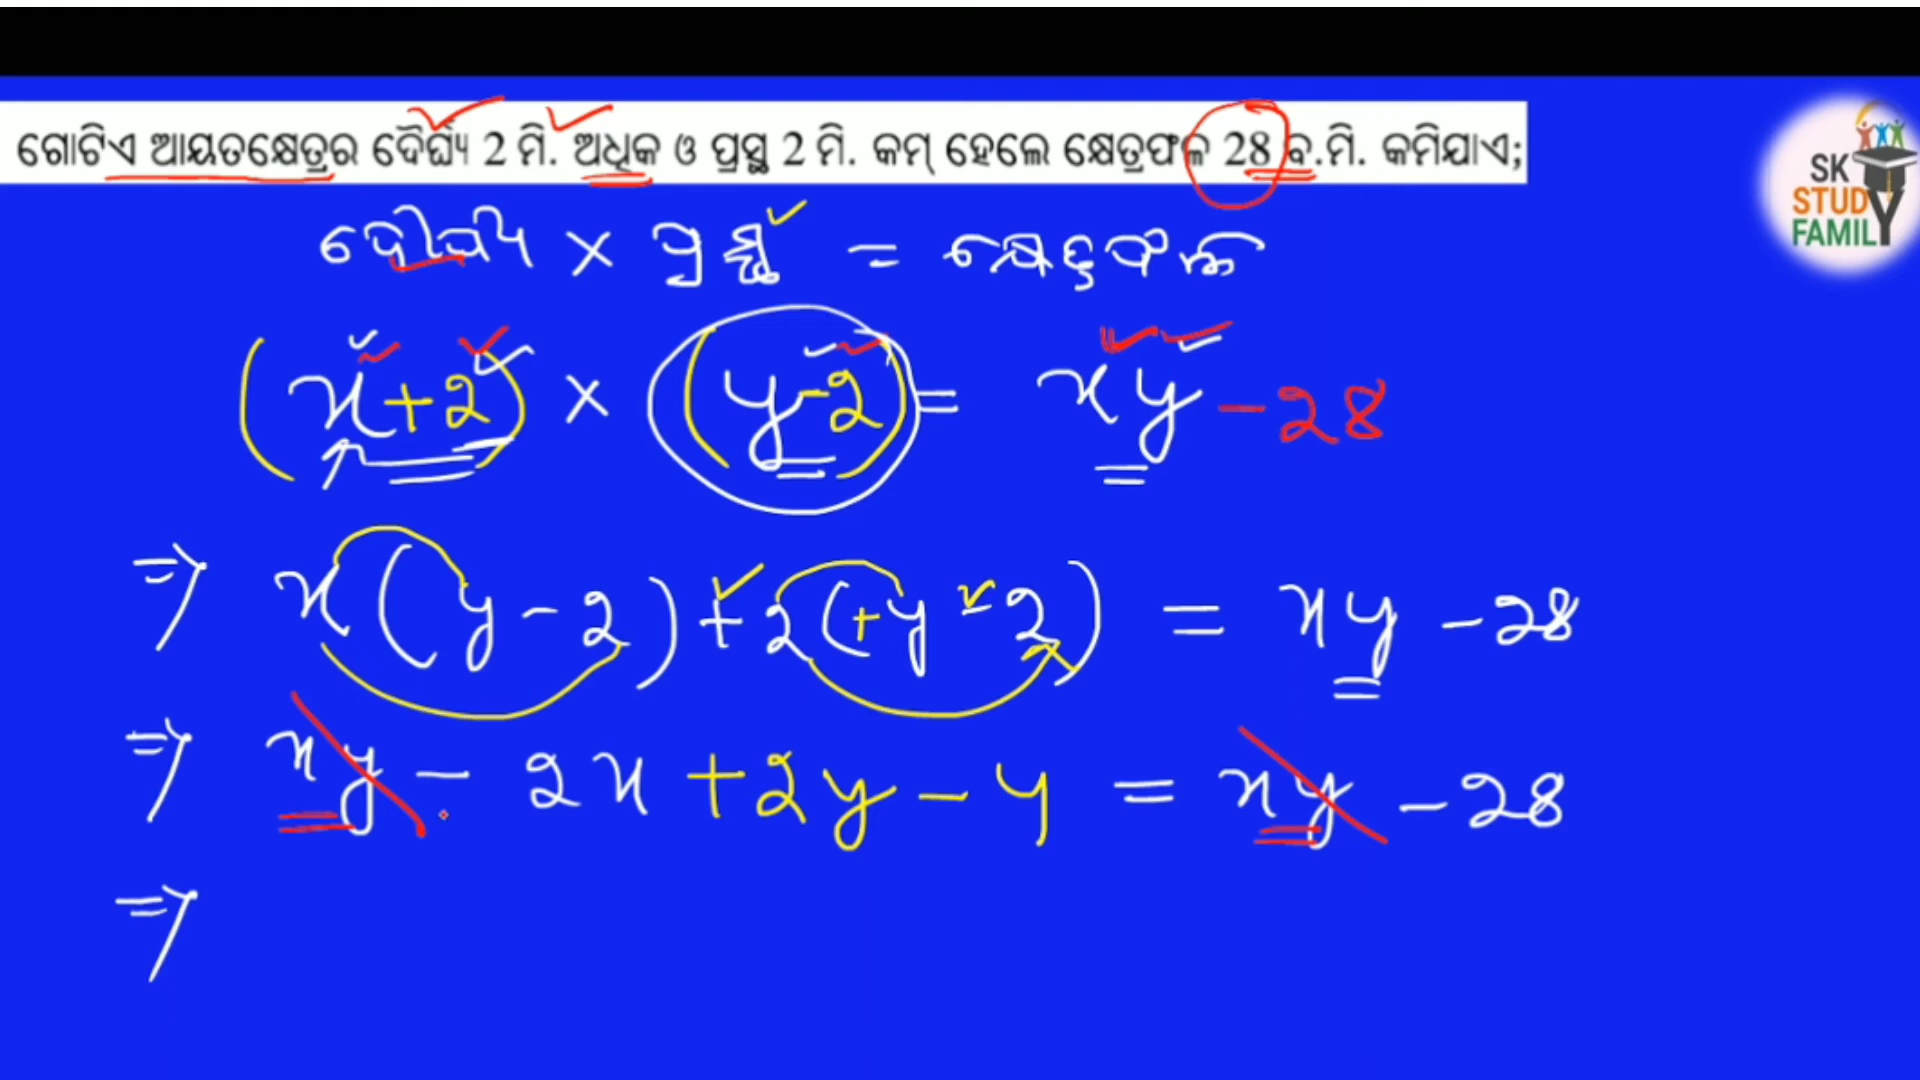 ଗୋଟିଏ ଆୟତକ୍ଷେତ୍ରର ଦୈର୍ଘ୍ୟ 2 ମି. ଅଧିକ ଓ ପ୍ରସ୍ଥ 2 ମି. କମ୍ ହେଲେ କ୍ଷେତ୍ରଫଳ 28 ବ.ମି. କମିଯାଏ;
SK
STUDY
FAMILY
ଦୈର୍ଘ୍ୟ × ପ୍ରସ୍ଥ = କ୍ଷେତ୍ରଫଳ
(x+2) × (y-2) = xy - 28
⇒ x(y-2) + 2(+y-2) = xy - 28
⇒ xy - 2x + 2y - 4 = xy - 28
⇒